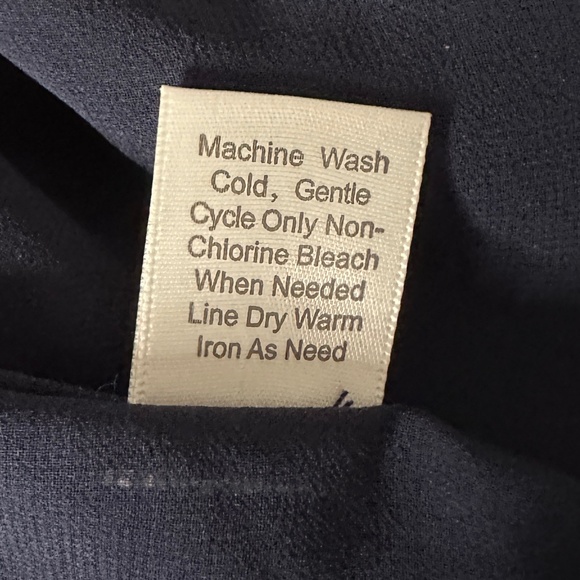 Machine Wash
Cold, Gentle
Cycle Only Non-
Chlorine Bleach
When Needed
Line Dry Warm
Iron As Need